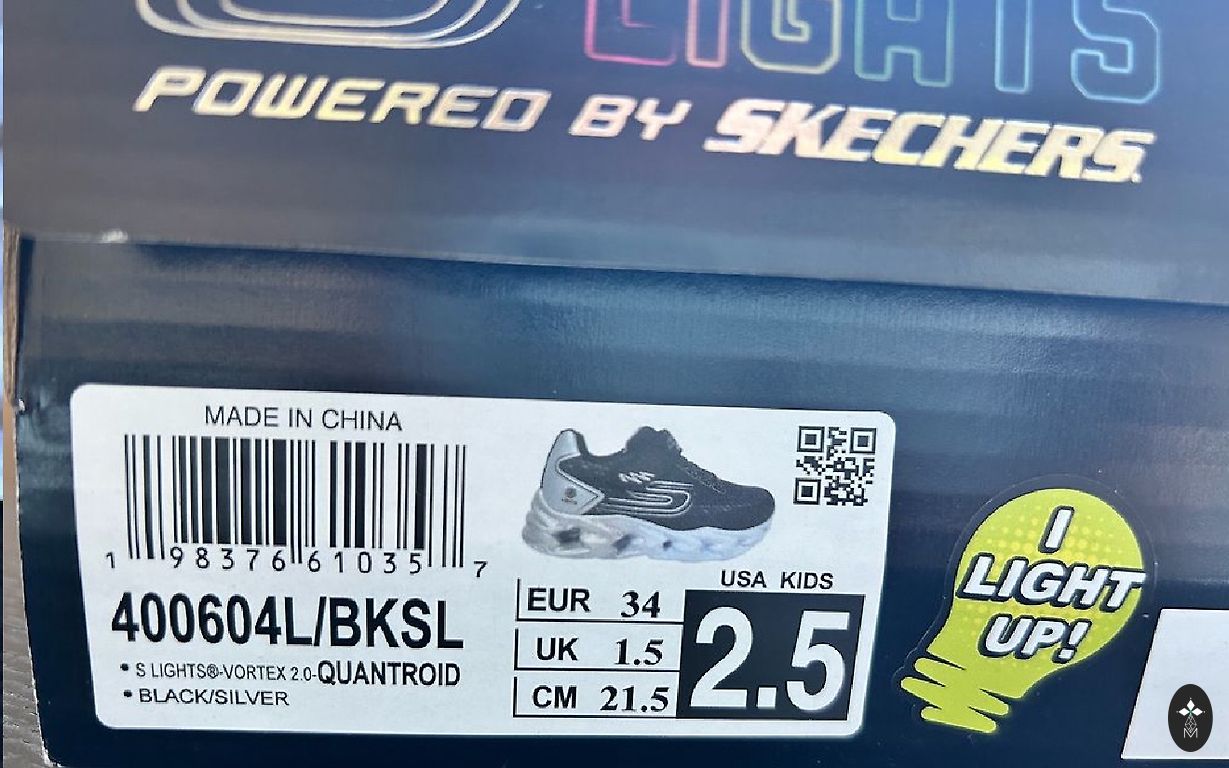 LIGHTS
POWERED BY SKECHERS
MADE IN CHINA
1 98376 61035 7
400604L/BKSL
• S LIGHTS®-VORTEX 2.0-QUANTROID
• BLACK/SILVER
EUR 34
UK 1.5
CM 21.5
USA KIDS
2.5
I
LIGHT
UP!